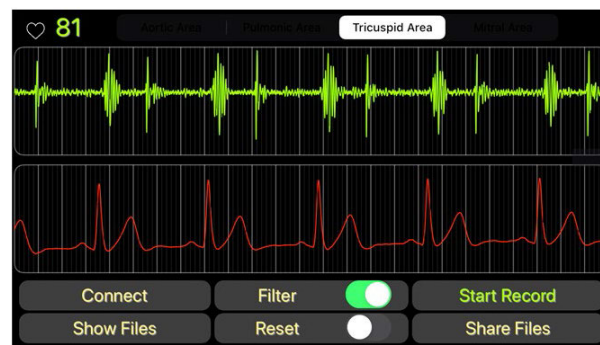 81 Aortic Area Pulmonic Area Tricuspid Area Mitral Area
Connect Filter Start Record
Show Files Reset Share Files